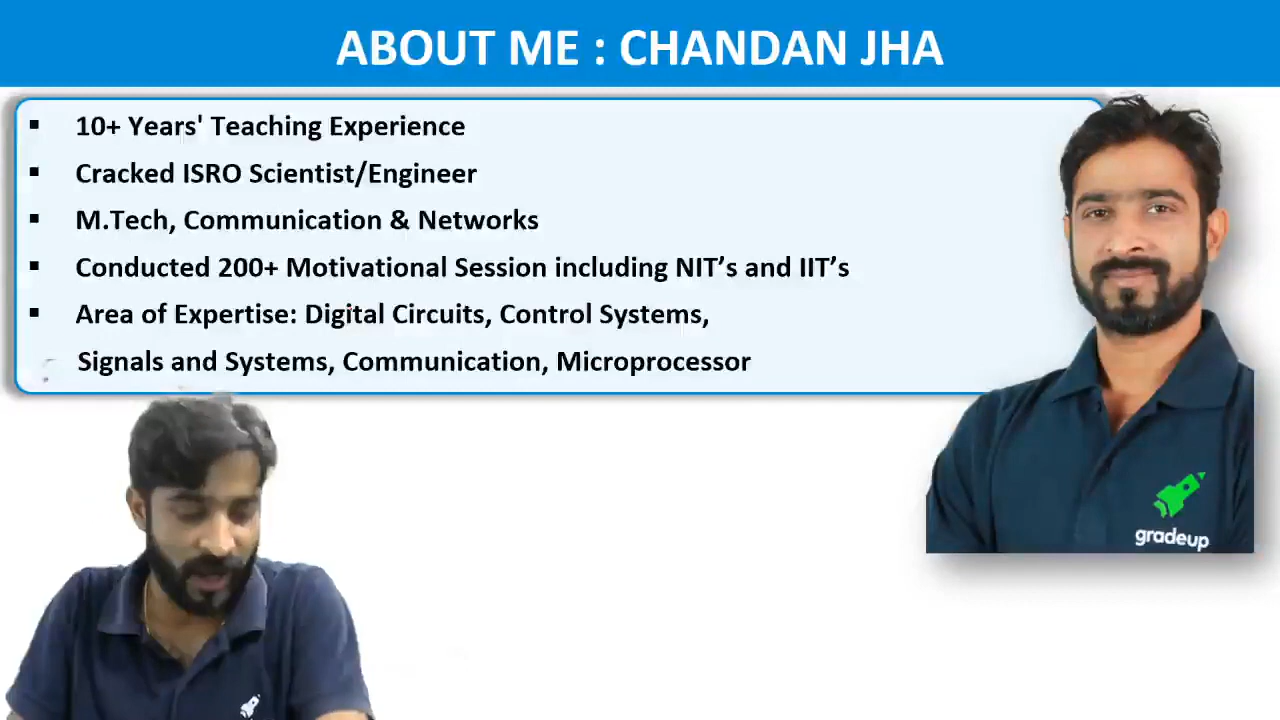 ABOUT ME : CHANDAN JHA
10+ Years' Teaching Experience
Cracked ISRO Scientist/Engineer
M.Tech, Communication & Networks
Conducted 200+ Motivational Session including NIT’s and IIT’s
Area of Expertise: Digital Circuits, Control Systems,
Signals and Systems, Communication, Microprocessor
gradeup